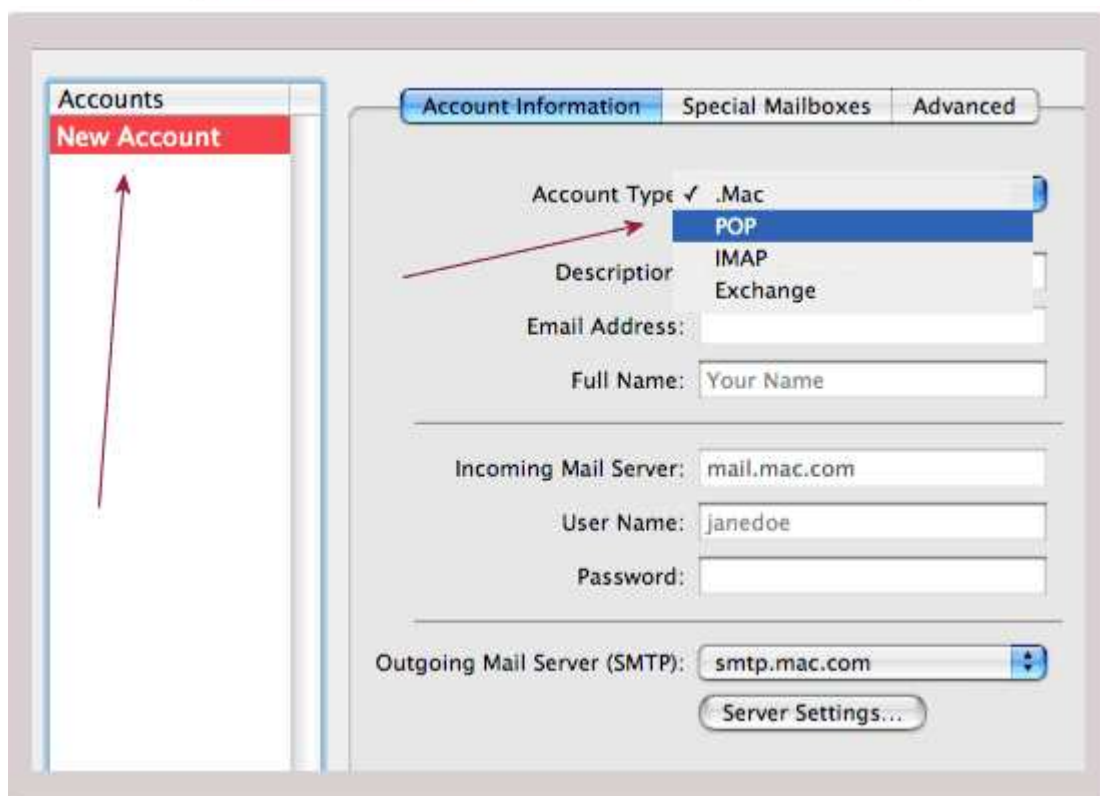 Accounts
New Account
Account Information Special Mailboxes Advanced
Account Type ✓ .Mac
POP
IMAP
Exchange
Description
Email Address:
Full Name: Your Name
Incoming Mail Server: mail.mac.com
User Name: janedoe
Password:
Outgoing Mail Server (SMTP): smtp.mac.com
Server Settings...